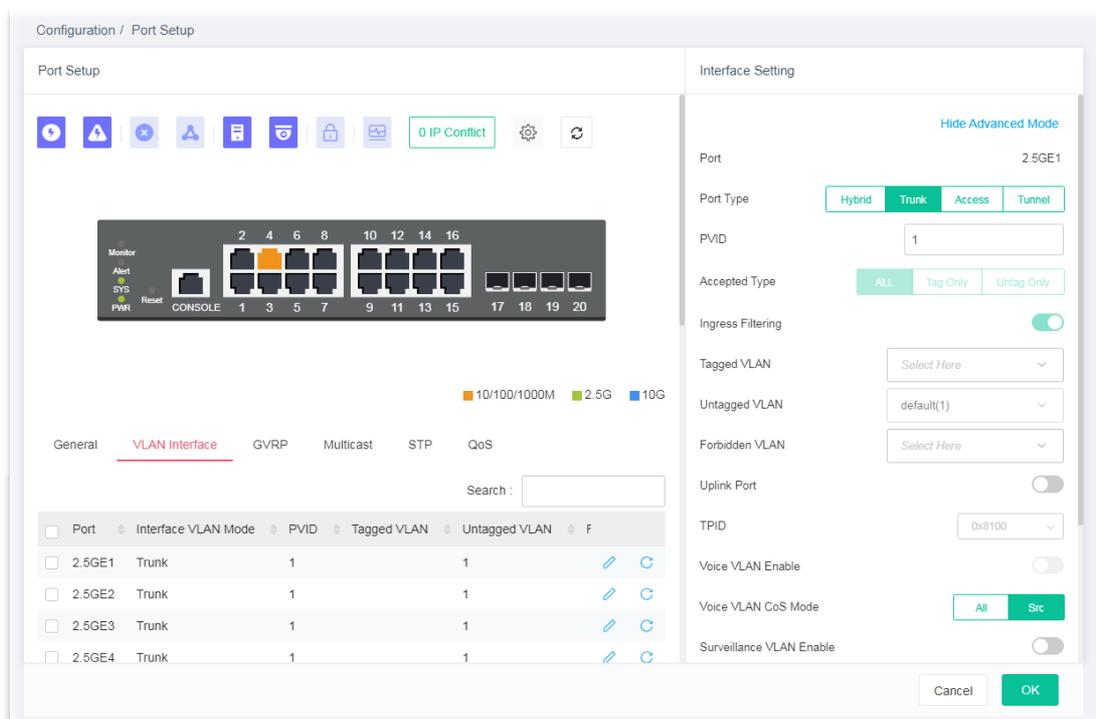 Configuration / Port Setup
Port Setup
0 IP Conflict
2 4 6 8 10 12 14 16
Monitor
Alert
SYS
PWR
Reset
CONSOLE 1 3 5 7 9 11 13 15 17 18 19 20
10/100/1000M 2.5G 10G
General VLAN Interface GVRP Multicast STP QoS
Search :
Port Interface VLAN Mode PVID Tagged VLAN Untagged VLAN F
2.5GE1 Trunk 1 1
2.5GE2 Trunk 1 1
2.5GE3 Trunk 1 1
2.5GE4 Trunk 1 1
Interface Setting
Hide Advanced Mode
Port 2.5GE1
Port Type Hybrid Trunk Access Tunnel
PVID 1
Accepted Type ALL Tag Only Untag Only
Ingress Filtering
Tagged VLAN Select Here
Untagged VLAN default(1)
Forbidden VLAN Select Here
Uplink Port
TPID 0x8100
Voice VLAN Enable
Voice VLAN CoS Mode All Src
Surveillance VLAN Enable
Cancel OK